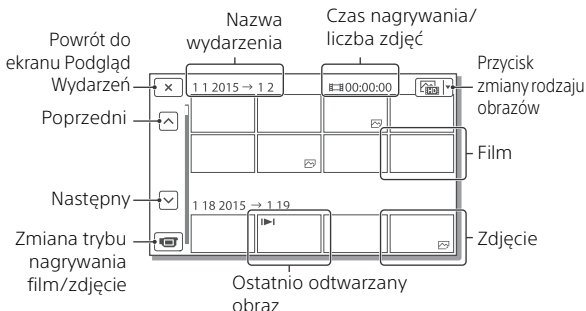 Nazwa
wydarzenia
Czas nagrywania/
liczba zdjęć
Powrót do
ekranu Podgląd
Wydarzeń
Przycisk
zmiany rodzaju
obrazów
1 1 2015 → 1 2
00:00:00
Poprzedni
Film
Następny
1 18 2015 → 1 19
Zmiana trybu
nagrywania
film/zdjęcie
Zdjęcie
Ostatnio odtwarzany
obraz